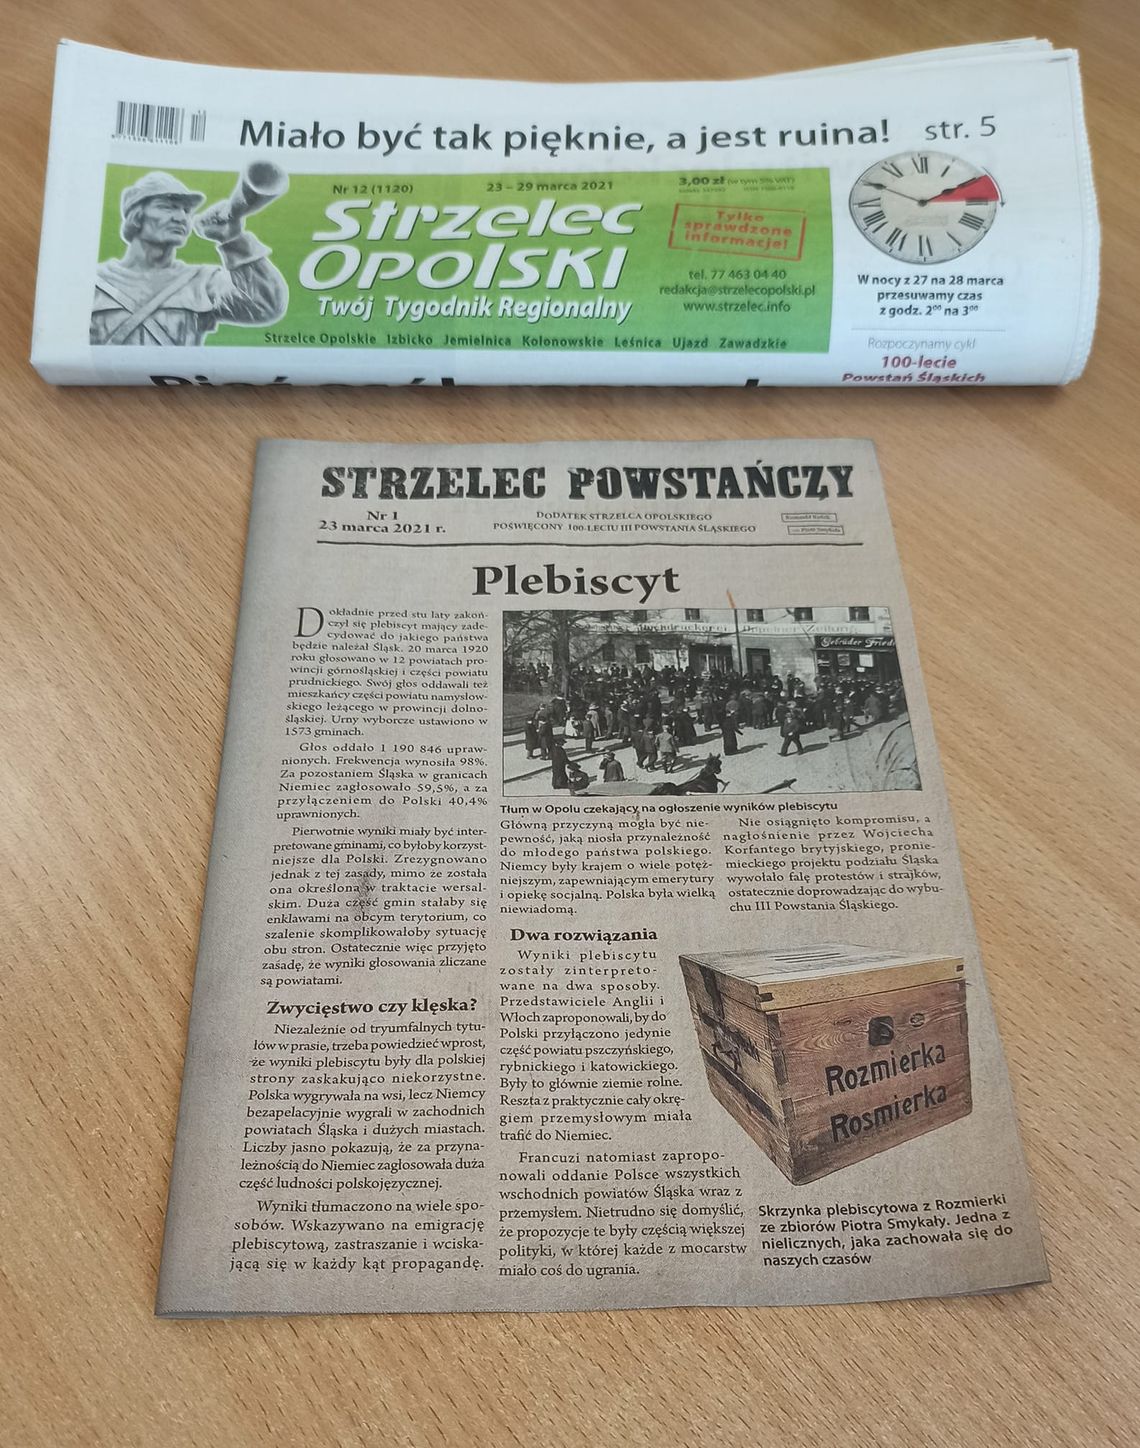 Miało być tak pięknie, a jest ruina! str. 5
Nr 12 (1120) 23 – 29 marca 2021 3,00 zł (w tym 5% VAT)
Strzelec
Opolski
Twój Tygodnik Regionalny
Tylko
sprawdzone
informacje!
tel. 77 463 04 40
redakcja@strzelecopolski.pl
www.strzelec.info
Strzelce Opolskie Izbicko Jemielnica Kolonowskie Leśnica Ujazd Zawadzkie
W nocy z 27 na 28 marca
przesuwamy czas
z godz. 2⁰⁰ na 3⁰⁰
Rozpoczynamy cykl
100-lecie
Powstań Śląskich
STRZELEC POWSTAŃCZY
Nr 1
23 marca 2021 r.
DODATEK STRZELCA OPOLSKIEGO
POŚWIĘCONY 100-LECIU III POWSTANIA ŚLĄSKIEGO
Plebiscyt
Dokładnie przed stu laty zakoń-
czył się plebiscyt mający zade-
cydować do jakiego państwa
będzie należał Śląsk. 20 marca 1920
roku głosowano w 12 powiatach pro-
wincji górnośląskiej i części powiatu
prudnickiego. Swój głos oddawali też
mieszkańcy części powiatu namysłow-
skiego leżącego w prowincji dolno-
śląskiej. Urny wyborcze ustawiono w
1573 gminach.
Głos oddało 1 190 846 upraw-
nionych. Frekwencja wynosiła 98%.
Za pozostaniem Śląska w granicach
Niemiec zagłosowało 59,5%, a za
przyłączeniem do Polski 40,4%
uprawnionych.
Pierwotnie wyniki miały być inter-
pretowane gminami, co byłoby korzyst-
niejsze dla Polski. Zrezygnowano
jednak z tej zasady, mimo że została
ona określona w traktacie wersal-
skim. Duża część gmin stałaby się
enklawami na obcym terytorium, co
szalenie skomplikowałoby sytuację
obu stron. Ostatecznie więc przyjęto
zasadę, że wyniki głosowania zliczane
są powiatami.
Zwycięstwo czy klęska?
Niezależnie od tryumfalnych tytu-
łów w prasie, trzeba powiedzieć wprost,
że wyniki plebiscytu były dla polskiej
strony zaskakująco niekorzystne.
Polska wygrywała na wsi, lecz Niemcy
bezapelacyjnie wygrali w zachodnich
powiatach Śląska i dużych miastach.
Liczby jasno pokazują, że za przyna-
leżnością do Niemiec zagłosowała duża
część ludności polskojęzycznej.
Wyniki tłumaczono na wiele spo-
sobów. Wskazywano na emigrację
plebiscytową, zastraszanie i wciska-
jącą się w każdy kąt propagandę.
Gebrüder
Tłum w Opolu czekający na ogłoszenie wyników plebiscytu
Główną przyczyną mogła być nie-
pewność, jaką niosła przynależność
do młodego państwa polskiego.
Niemcy były krajem o wiele potęż-
niejszym, zapewniającym emerytury
i opiekę socjalną. Polska była wielką
niewiadomą.
Dwa rozwiązania
Wyniki plebiscytu
zostały zinterpreto-
wane na dwa sposoby.
Przedstawiciele Anglii i
Włoch zaproponowali, by do
Polski przyłączono jedynie
część powiatu pszczyńskiego,
rybnickiego i katowickiego.
Były to głównie ziemie rolne.
Reszta z praktycznie cały okrę-
giem przemysłowym miała
trafić do Niemiec.
Francuzi natomiast zapropo-
nowali oddanie Polsce wszystkich
wschodnich powiatów Śląska wraz z
przemysłem. Nietrudno się domyślić,
że propozycje te były częścią większej
polityki, w której każde z mocarstw
miało coś do ugrania.
Nie osiągnięto kompromisu, a
nagłośnienie przez Wojciecha
Korfantego brytyjskiego, pronie-
mieckiego projektu podziału Śląska
wywołało falę protestów i strajków,
ostatecznie doprowadzając do wybu-
chu III Powstania Śląskiego.
Rozmierka
Rosmierka
Skrzynka plebiscytowa z Rozmierki
ze zbiorów Piotra Smykały. Jedna z
nielicznych, jaka zachowała się do
naszych czasów